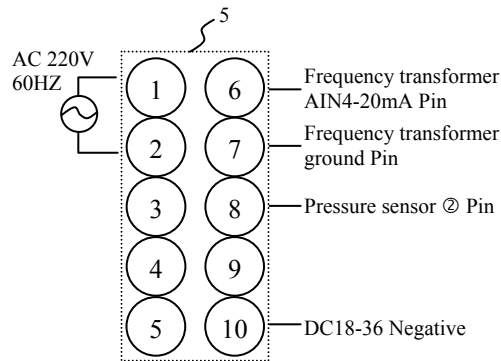 5
AC 220V
60HZ
1
6
Frequency transformer
AIN4-20mA Pin
2
7
Frequency transformer
ground Pin
3
8
Pressure sensor ② Pin
4
9
5
10
DC18-36 Negative